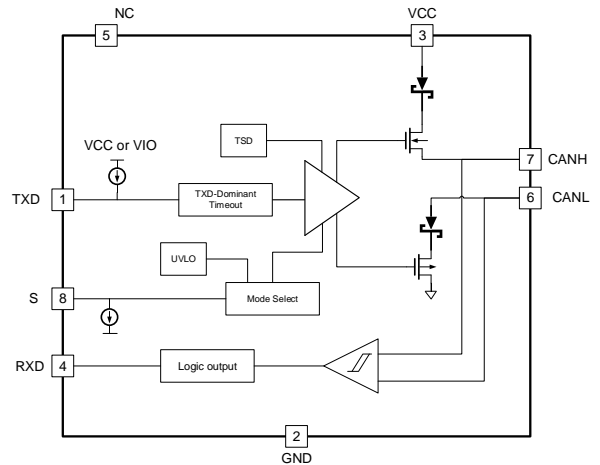 NC
VCC
5
3
VCC or VIO
TSD
TXD
1
TXD-Dominant
Timeout
7
CANH
6
CANL
UVLO
S
8
Mode Select
RXD
4
Logic output
2
GND